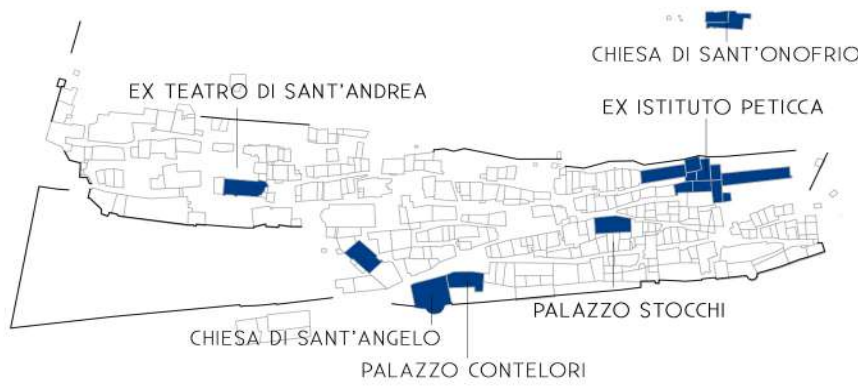 CHIESA DI SANT'ONOFRIO
EX TEATRO DI SANT'ANDREA
EX ISTITUTO PETICCA
PALAZZO STOCCHI
CHIESA DI SANT'ANGELO
PALAZZO CONTELORI